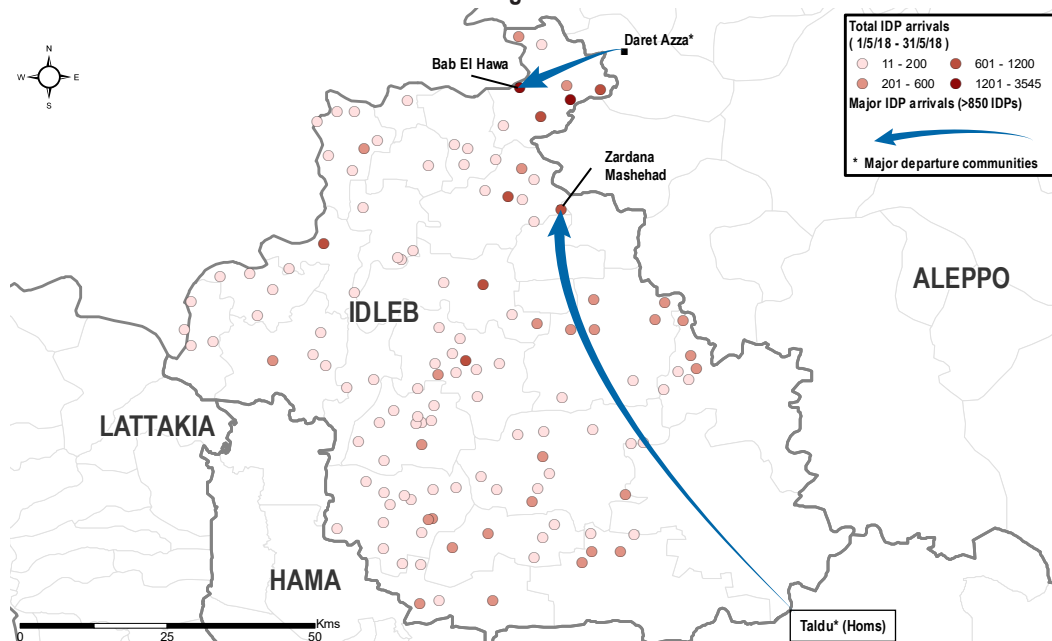 N
W
E
S
Daret Azza*
Bab El Hawa
Total IDP arrivals
( 1/5/18 - 31/5/18 )
11 - 200
601 - 1200
201 - 600
1201 - 3545
Major IDP arrivals (>850 IDPs)
* Major departure communities
Zardana
Mashehad
ALEPPO
IDLEB
LATTAKIA
HAMA
0
25
50
Kms
Taldu* (Homs)